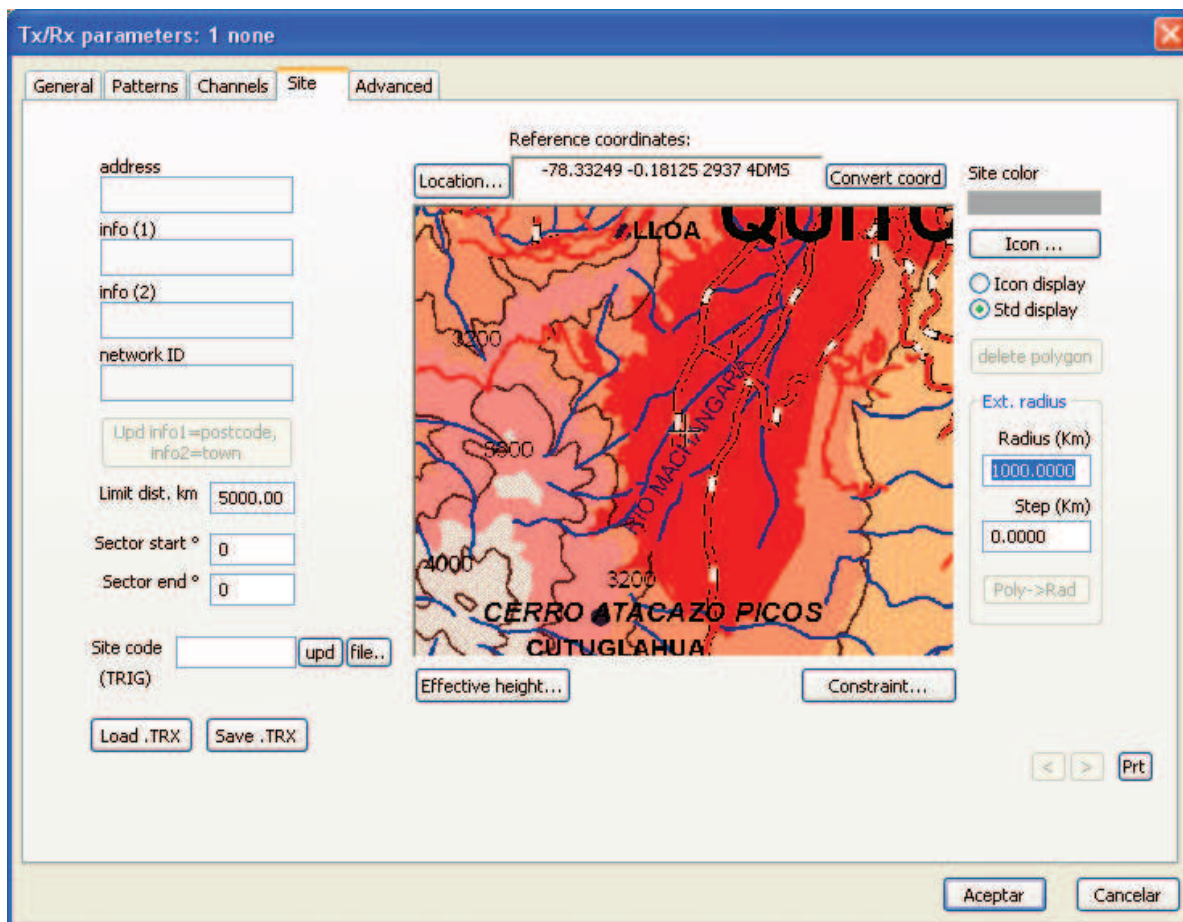 Tx/Rx parameters: 1 none
General
Patterns
Channels
Site
Advanced
Reference coordinates:
Location...
-78.33249 -0.18125 2937 4DMS
Convert coord
address
info (1)
info (2)
network ID
Upd info1=postcode,
info2=town
Limit dist. km
5000.00
Sector start º
0
Sector end º
0
Site code
(TRIG)
upd
file..
Load .TRX
Save .TRX
LLOA
QUITO
3200
RIO MACHANGARA
4000
3200
CERRO ATACAZO PICOS
CUTUGLAHUA
Effective height...
Constraint...
Site color
Icon ...
Icon display
Std display
delete polygon
Ext. radius
Radius (Km)
1000.0000
Step (Km)
0.0000
Poly->Rad
<
>
Prt
Aceptar
Cancelar